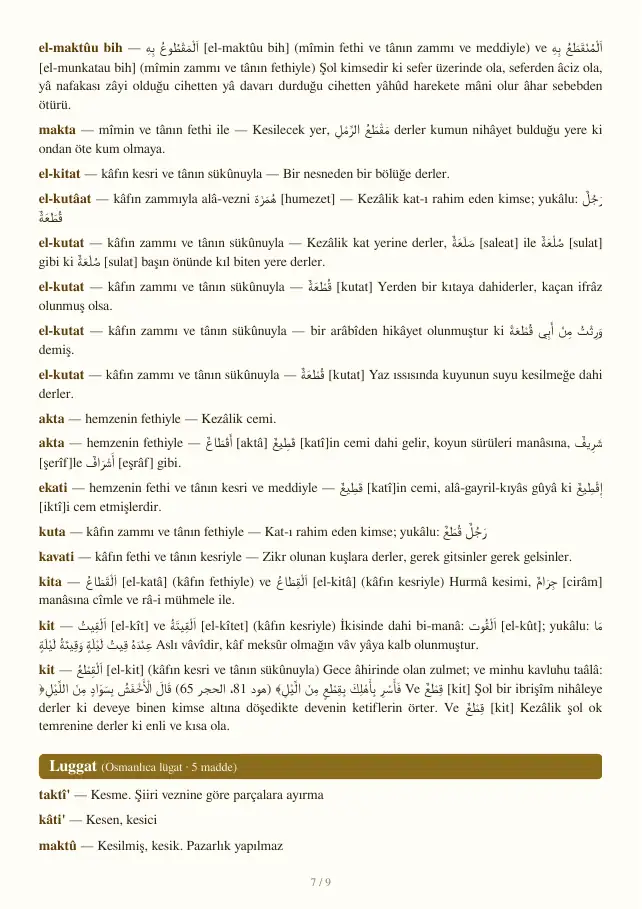 el-maktûu bih — اَلْمَقْطُوعُ بِهِ [el-maktûu bih] (mîmin fethi ve tânın zammı ve meddiyle) ve اَلْمُنْقَطَعُ بِهِ
[el-munkatau bih] (mîmin zammı ve tânın fethiyle) Şol kimsedir ki sefer üzerinde ola, seferden âciz ola,
yâ nafakası zâyi olduğu cihetten yâ davarı durduğu cihetten yâhûd harekete mâni olur âhar sebebden
ötürü.
makta — mîmin ve tânın fethi ile — Kesilecek yer, مَقْطَعُ الرَّمْلِ derler kumun nihâyet bulduğu yere ki
ondan öte kum olmaya.
el-kitat — kâfın kesri ve tânın sükûnuyla — Bir nesneden bir bölüğe derler.
el-kutâat — kâfın zammıyla alâ-vezni هُمَزَة [humezet] — Kezâlik kat-ı rahim eden kimse; yukâlu: رَجُلٌ
قُطَعَةٌ
el-kutat — kâfın zammı ve tânın sükûnuyla — Kezâlik kat yerine derler, صَلَعَةٌ [saleat] ile صُلْعَةٌ [sulat]
gibi ki صُلْعَةٌ [sulat] başın önünde kıl biten yere derler.
el-kutat — kâfın zammı ve tânın sükûnuyla — قُطْعَةٌ [kutat] Yerden bir kıtaya dahiderler, kaçan ifrâz
olunmuş olsa.
el-kutat — kâfın zammı ve tânın sükûnuyla — bir arâbîden hikâyet olunmuştur ki وَرِثْتُ مِنْ أَبِي قُطْعَةً
demiş.
el-kutat — kâfın zammı ve tânın sükûnuyla — قُطْعَةٌ [kutat] Yaz ıssısında kuyunun suyu kesilmeğe dahi
derler.
akta — hemzenin fethiyle — Kezâlik cemi.
akta — hemzenin fethiyle — أَقْطَاعٌ [aktâ] قَطِيعٌ [katî]in cemi dahi gelir, koyun sürüleri manâsına, شَرِيفٌ
[şerîf]le أَشْرَافٌ [eşrâf] gibi.
ekati — hemzenin fethi ve tânın kesri ve meddiyle — قَطِيعٌ [katî]in cemi, alâ-gayril-kıyâs gûyâ ki إِقْطِيعٌ
[iktî]i cem etmişlerdir.
kuta — kâfın zammı ve tânın fethiyle — Kat-ı rahim eden kimse; yukâlu: رَجُلٌ قُطَعٌ
kavati — kâfın fethi ve tânın kesriyle — Zikr olunan kuşlara derler, gerek gitsinler gerek gelsinler.
kita — اَلْقَطَاعُ [el-katâ] (kâfın fethiyle) ve اَلْقِطَاعُ [el-kitâ] (kâfın kesriyle) Hurmâ kesimi, جِرَامٌ [cirâm]
manâsına cîmle ve râ-i mühmele ile.
kit — اَلْقِيتُ [el-kît] ve اَلْقِيتَةُ [el-kîtet] (kâfın kesriyle) İkisinde dahi bi-manâ: اَلْقُوت [el-kût]; yukâlu: مَا
عِنْدَهُ قِيتُ لَيْلَةٍ وَقِيتَةُ لَيْلَةٍ Aslı vâvîdir, kâf meksûr olmağın vâv yâya kalb olunmuştur.
kit — اَلْقِطْعُ [el-kit] (kâfın kesri ve tânın sükûnuyla) Gece âhirinde olan zulmet; ve minhu kavluhu taâlâ:
﴿فَأَسْرِ بِأَهْلِكَ بِقِطْعٍ مِنَ الَّيْلِ﴾ (هود 81، الحجر 65) قَالَ الْأَخْفَشُ بِسَوَادٍ مِنَ اللَّيْلِ Ve قِطْعٌ [kit] Şol bir ibrişîm nihâleye
derler ki deveye binen kimse altına döşedikte devenin ketiflerin örter. Ve قِطْعٌ [kit] Kezâlik şol ok
temrenine derler ki enli ve kısa ola.
Luggat (Osmanlıca lügat · 5 madde)
taktî' — Kesme. Şiiri veznine göre parçalara ayırma
kâti' — Kesen, kesici
maktû — Kesilmiş, kesik. Pazarlık yapılmaz
7 / 9